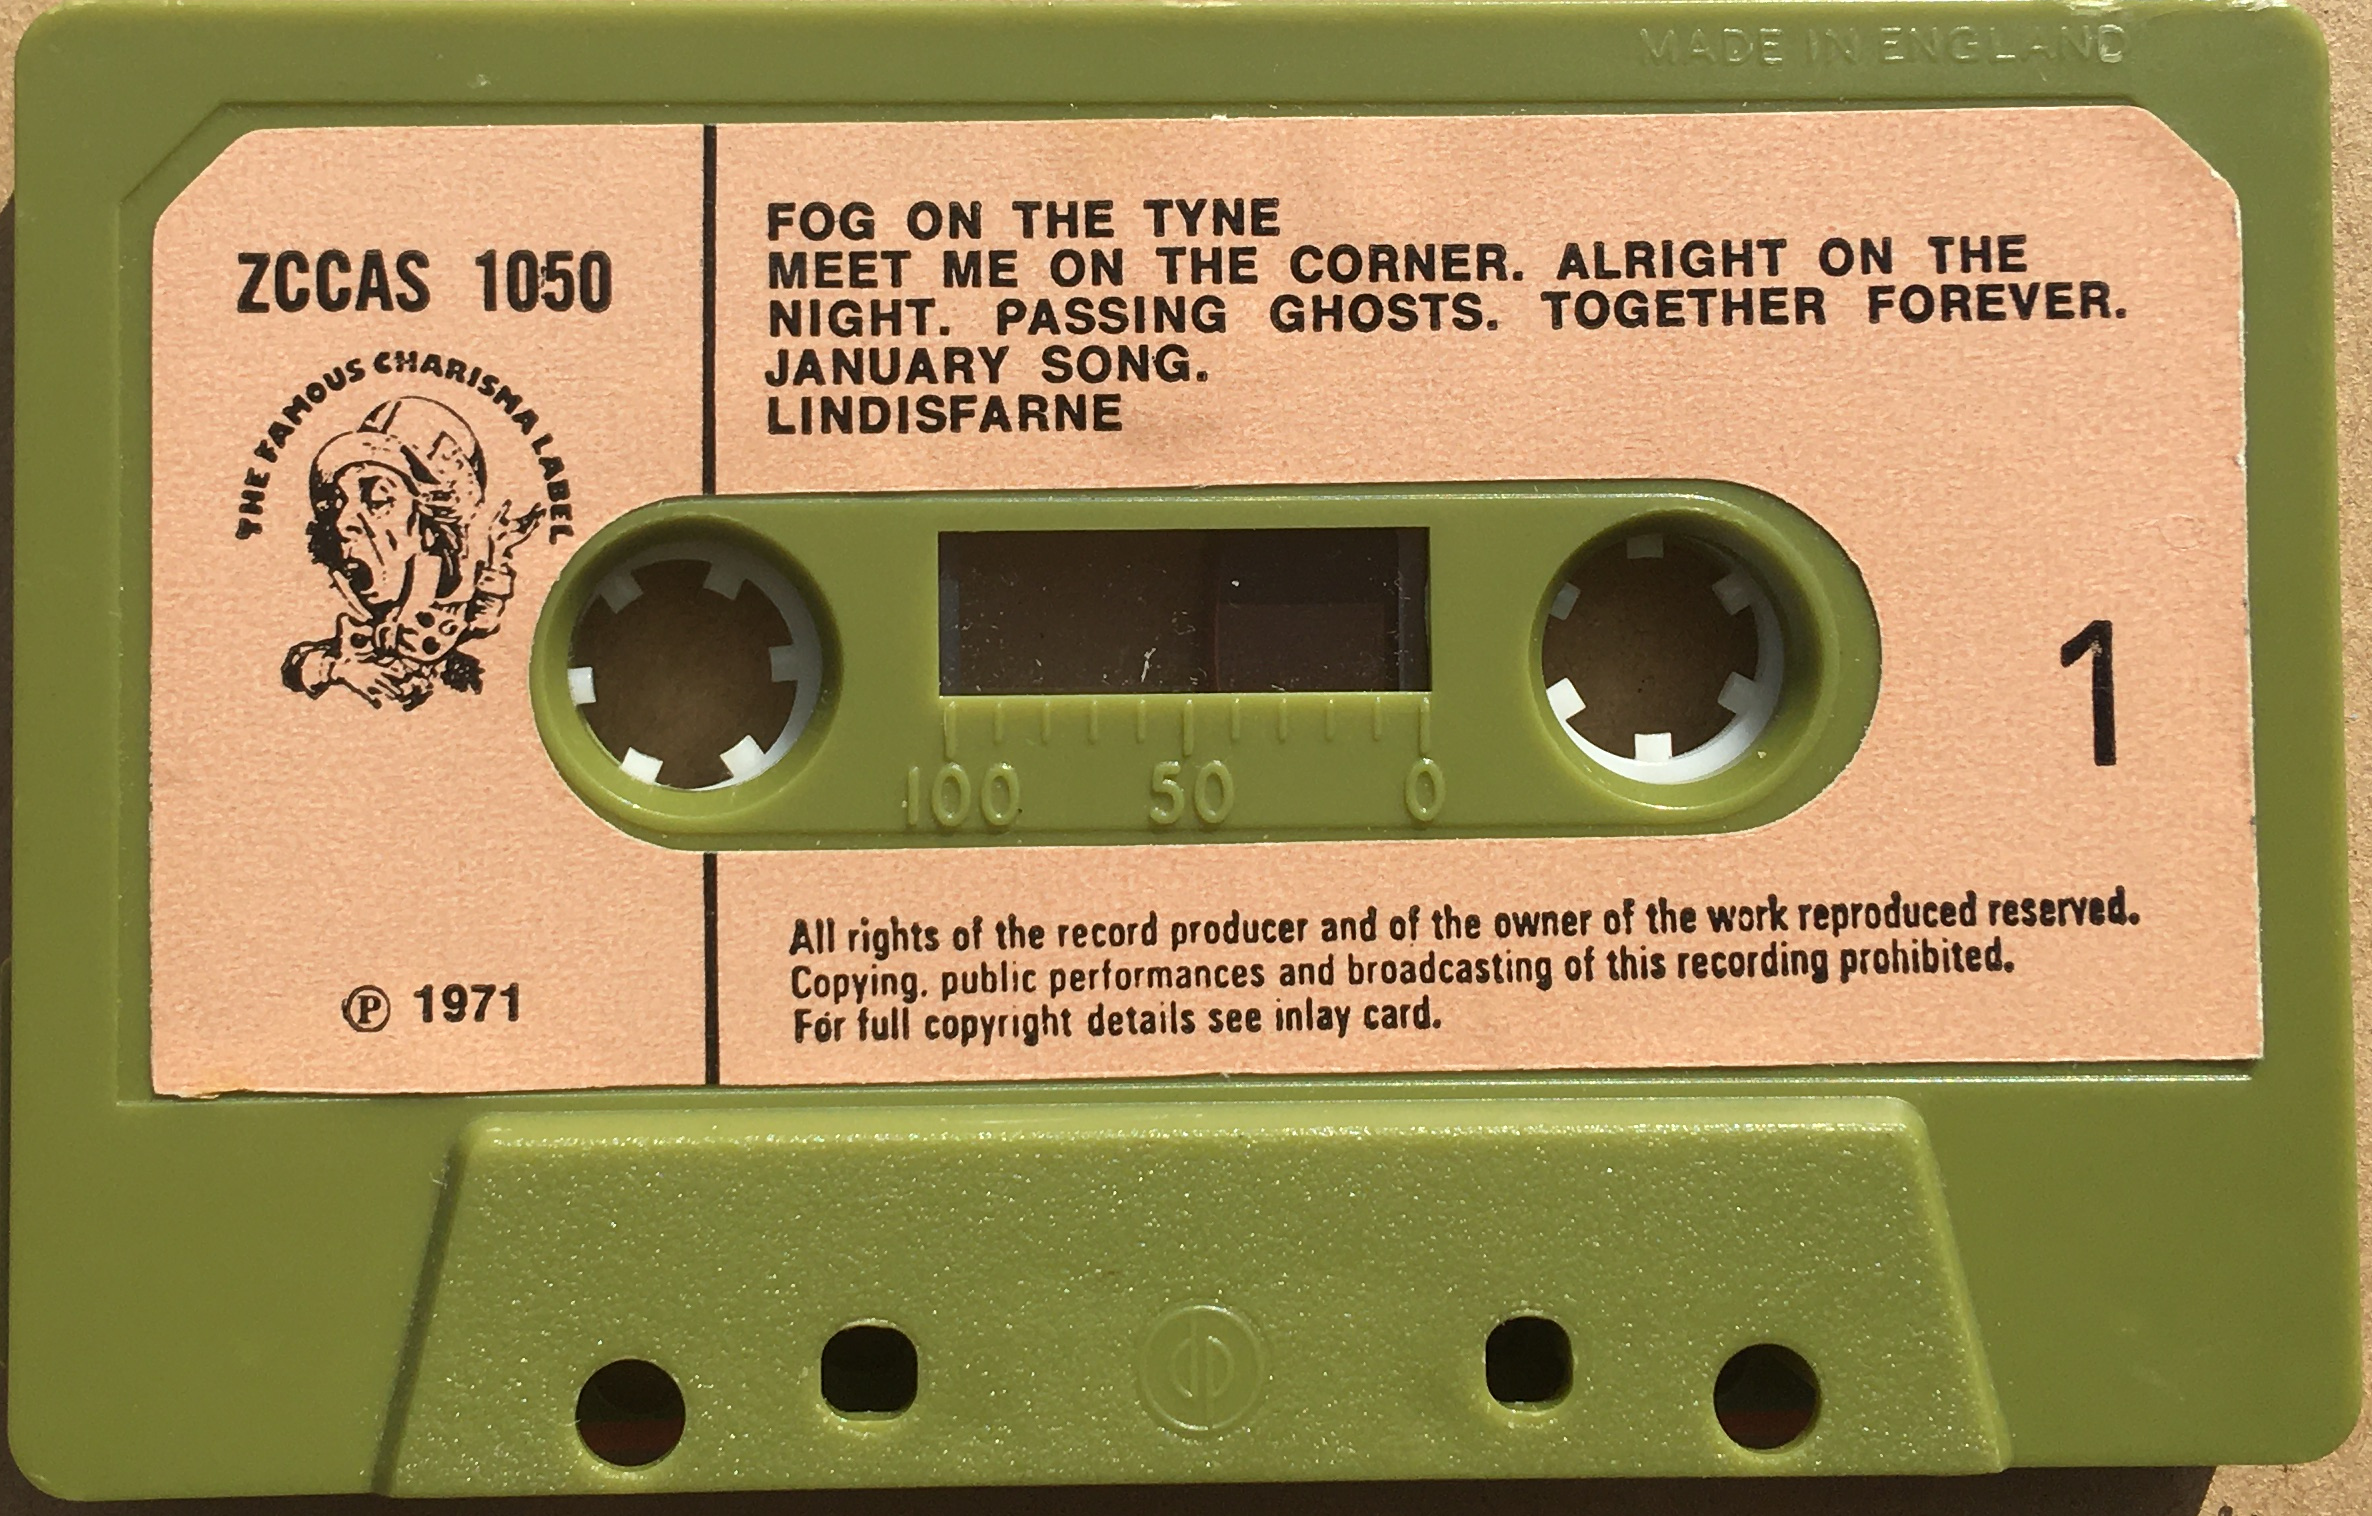 MADE IN ENGLAND
ZCCAS 1050
THE FAMOUS CHARISMA LABEL
℗ 1971
FOG ON THE TYNE
MEET ME ON THE CORNER. ALRIGHT ON THE
NIGHT. PASSING GHOSTS. TOGETHER FOREVER.
JANUARY SONG.
LINDISFARNE
100 50 0
1
All rights of the record producer and of the owner of the work reproduced reserved.
Copying. public performances and broadcasting of this recording prohibited.
For full copyright details see inlay card.
dp